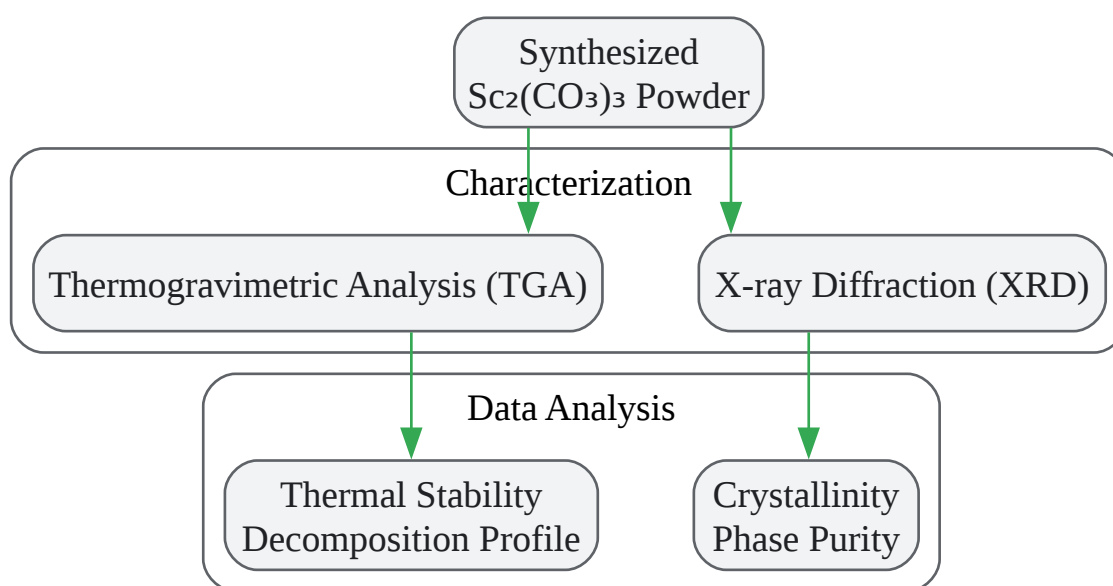 Synthesized
Sc₂(CO₃)₃ Powder
Characterization
Thermogravimetric Analysis (TGA)
X-ray Diffraction (XRD)
Data Analysis
Thermal Stability
Decomposition Profile
Crystallinity
Phase Purity